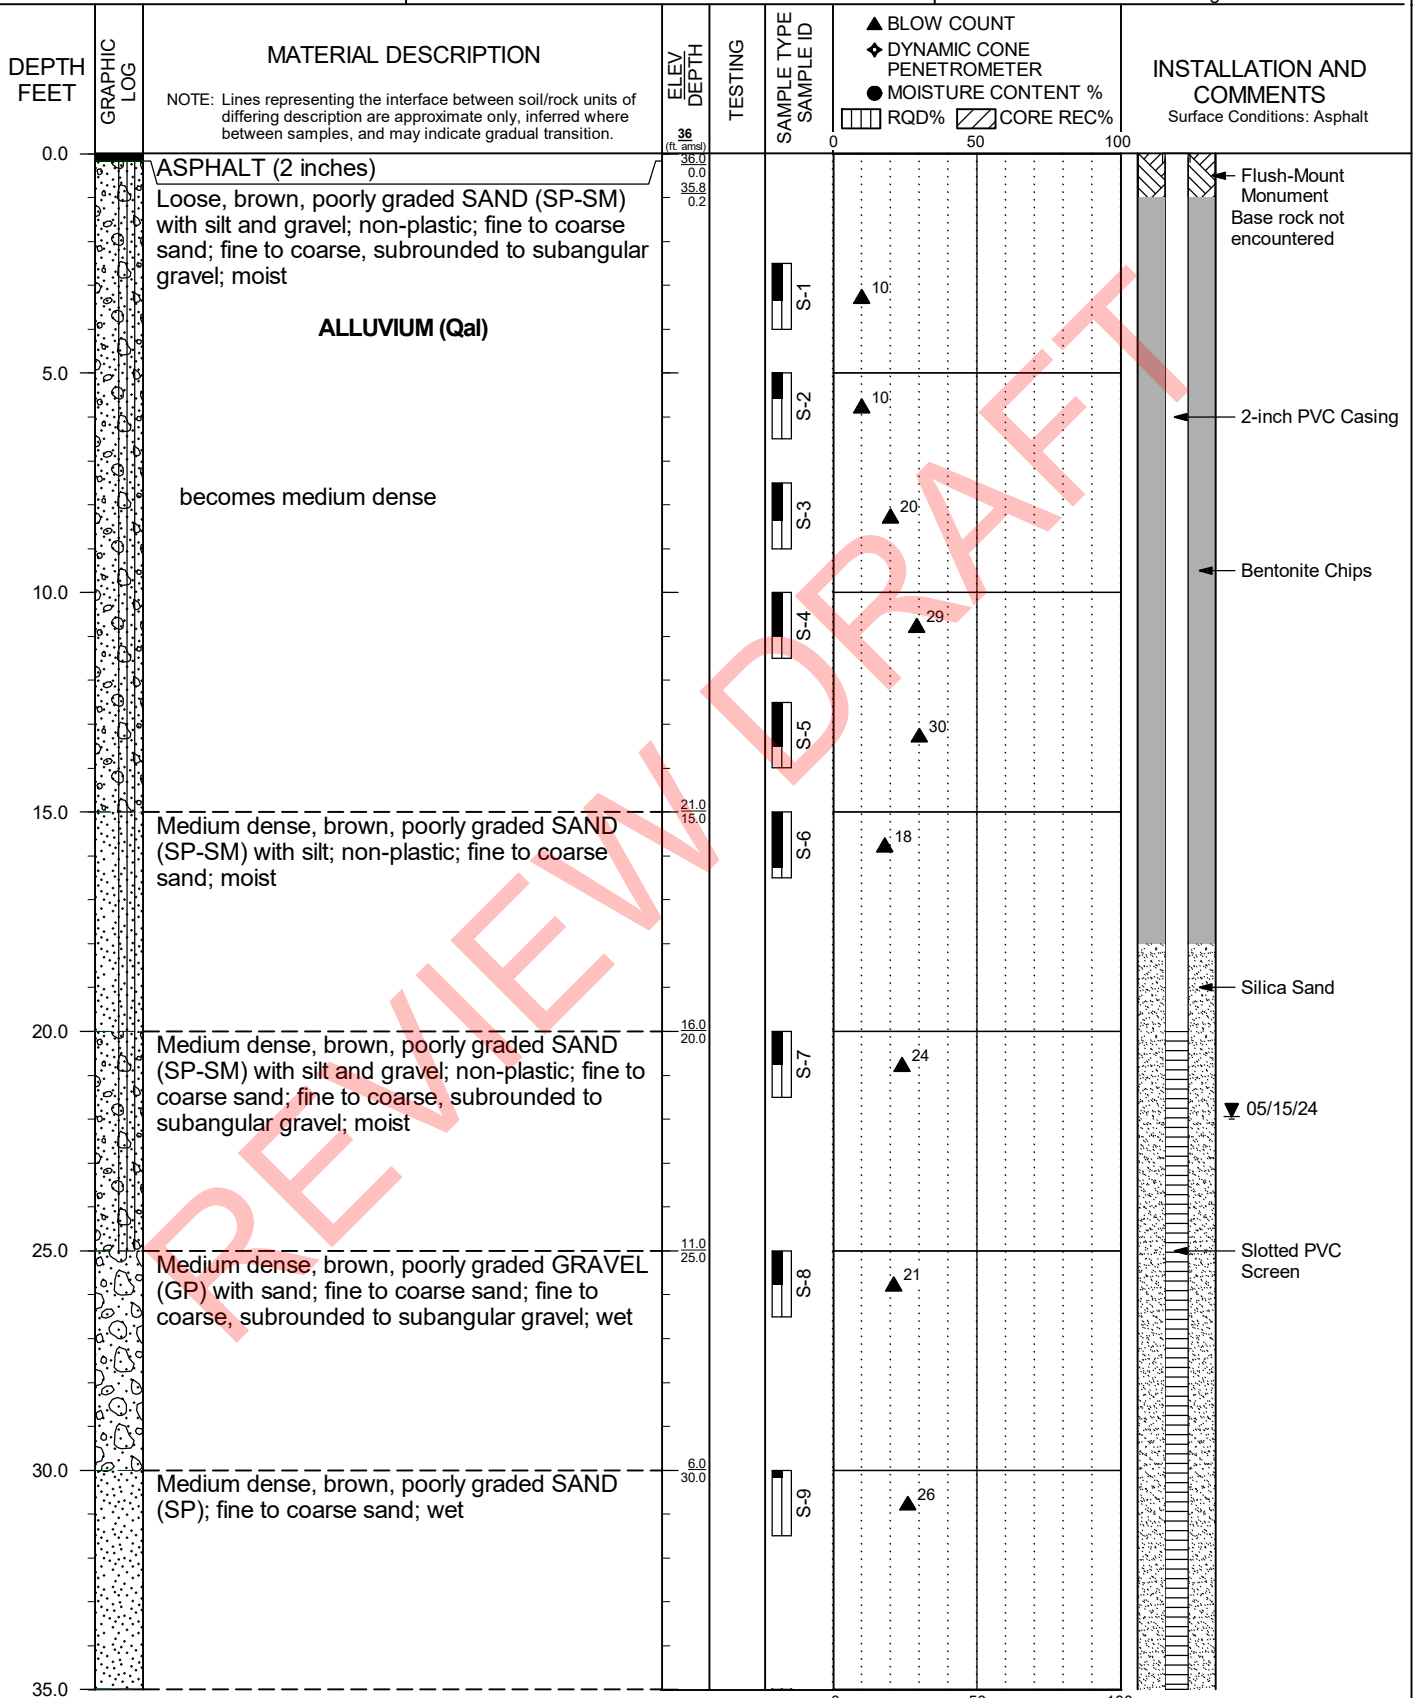 DEPTH
FEET
GRAPHIC
LOG
MATERIAL DESCRIPTION
NOTE: Lines representing the interface between soil/rock units of
differing description are approximate only, inferred where
between samples, and may indicate gradual transition.
ELEV
DEPTH
36
(ft. amsl)
TESTING
SAMPLE TYPE
SAMPLE ID
▲ BLOW COUNT
DYNAMIC CONE
PENETROMETER
● MOISTURE CONTENT %
RQD% CORE REC%
0 50 100
INSTALLATION AND
COMMENTS
Surface Conditions: Asphalt
0.0
ASPHALT (2 inches)
36.0
0.0
35.8
0.2
Loose, brown, poorly graded SAND (SP-SM)
with silt and gravel; non-plastic; fine to coarse
sand; fine to coarse, subrounded to subangular
gravel; moist
Flush-Mount
Monument
Base rock not
encountered
S-1
10
ALLUVIUM (Qal)
5.0
S-2
10
2-inch PVC Casing
becomes medium dense
S-3
20
Bentonite Chips
10.0
S-4
29
S-5
30
15.0
21.0
15.0
Medium dense, brown, poorly graded SAND
(SP-SM) with silt; non-plastic; fine to coarse
sand; moist
S-6
18
Silica Sand
20.0
16.0
20.0
Medium dense, brown, poorly graded SAND
(SP-SM) with silt and gravel; non-plastic; fine to
coarse sand; fine to coarse, subrounded to
subangular gravel; moist
S-7
24
05/15/24
25.0
11.0
25.0
Medium dense, brown, poorly graded GRAVEL
(GP) with sand; fine to coarse sand; fine to
coarse, subrounded to subangular gravel; wet
S-8
21
Slotted PVC
Screen
30.0
6.0
30.0
Medium dense, brown, poorly graded SAND
(SP); fine to coarse sand; wet
S-9
26
35.0
0 50 100
REVIEW DRAFT